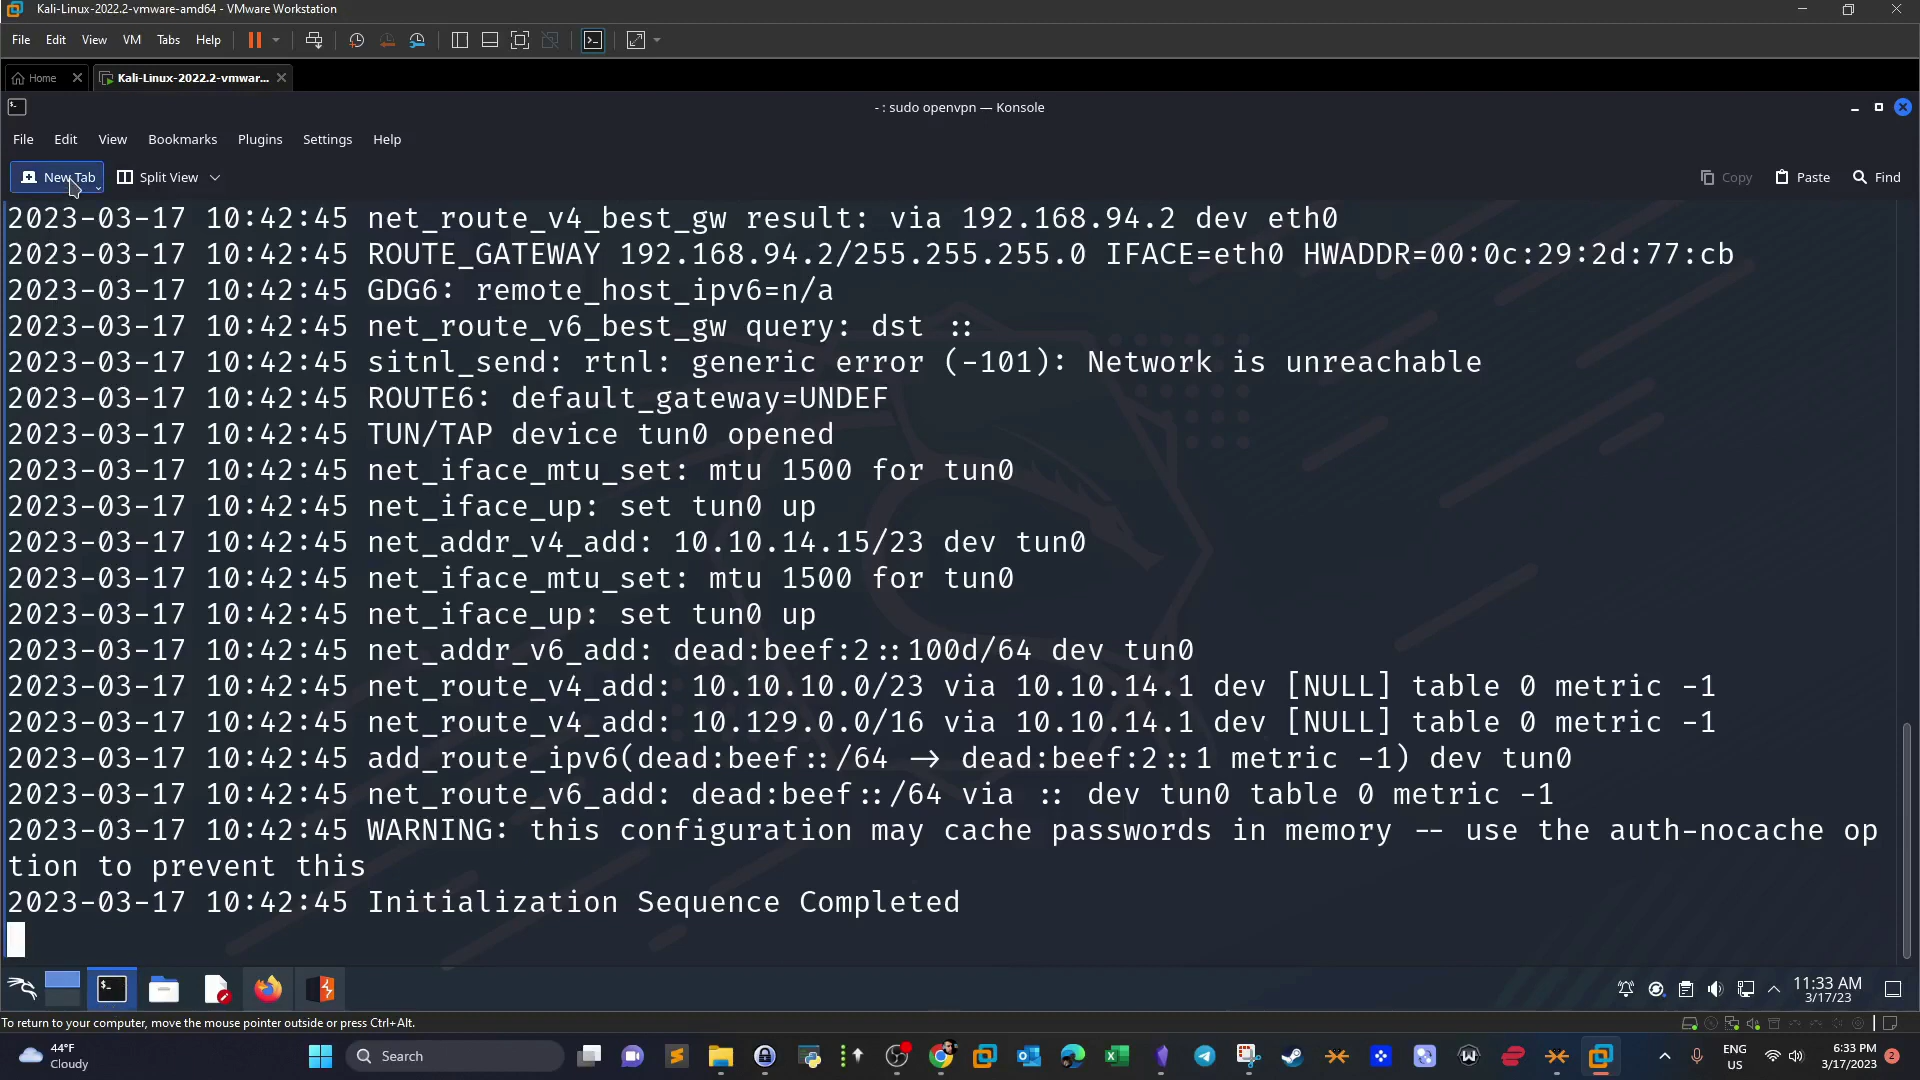 Kali-Linux-2022.2-vmware-amd64 - VMware Workstation
File Edit View VM Tabs Help
Home
Kali-Linux-2022.2-vmwar...
- : sudo openvpn — Konsole
File Edit View Bookmarks Plugins Settings Help
New Tab Split View Copy Paste Find
2023-03-17 10:42:45 net_route_v4_best_gw result: via 192.168.94.2 dev eth0
2023-03-17 10:42:45 ROUTE_GATEWAY 192.168.94.2/255.255.255.0 IFACE=eth0 HWADDR=00:0c:29:2d:77:cb
2023-03-17 10:42:45 GDG6: remote_host_ipv6=n/a
2023-03-17 10:42:45 net_route_v6_best_gw query: dst ::
2023-03-17 10:42:45 sitnl_send: rtnl: generic error (-101): Network is unreachable
2023-03-17 10:42:45 ROUTE6: default_gateway=UNDEF
2023-03-17 10:42:45 TUN/TAP device tun0 opened
2023-03-17 10:42:45 net_iface_mtu_set: mtu 1500 for tun0
2023-03-17 10:42:45 net_iface_up: set tun0 up
2023-03-17 10:42:45 net_addr_v4_add: 10.10.14.15/23 dev tun0
2023-03-17 10:42:45 net_iface_mtu_set: mtu 1500 for tun0
2023-03-17 10:42:45 net_iface_up: set tun0 up
2023-03-17 10:42:45 net_addr_v6_add: dead:beef:2::100d/64 dev tun0
2023-03-17 10:42:45 net_route_v4_add: 10.10.10.0/23 via 10.10.14.1 dev [NULL] table 0 metric -1
2023-03-17 10:42:45 net_route_v4_add: 10.129.0.0/16 via 10.10.14.1 dev [NULL] table 0 metric -1
2023-03-17 10:42:45 add_route_ipv6(dead:beef::/64 -> dead:beef:2::1 metric -1) dev tun0
2023-03-17 10:42:45 net_route_v6_add: dead:beef::/64 via :: dev tun0 table 0 metric -1
2023-03-17 10:42:45 WARNING: this configuration may cache passwords in memory -- use the auth-nocache op
tion to prevent this
2023-03-17 10:42:45 Initialization Sequence Completed
11:33 AM
3/17/23
To return to your computer, move the mouse pointer outside or press Ctrl+Alt.
44°F
Cloudy
Search
ENG
US
6:33 PM
3/17/2023
2